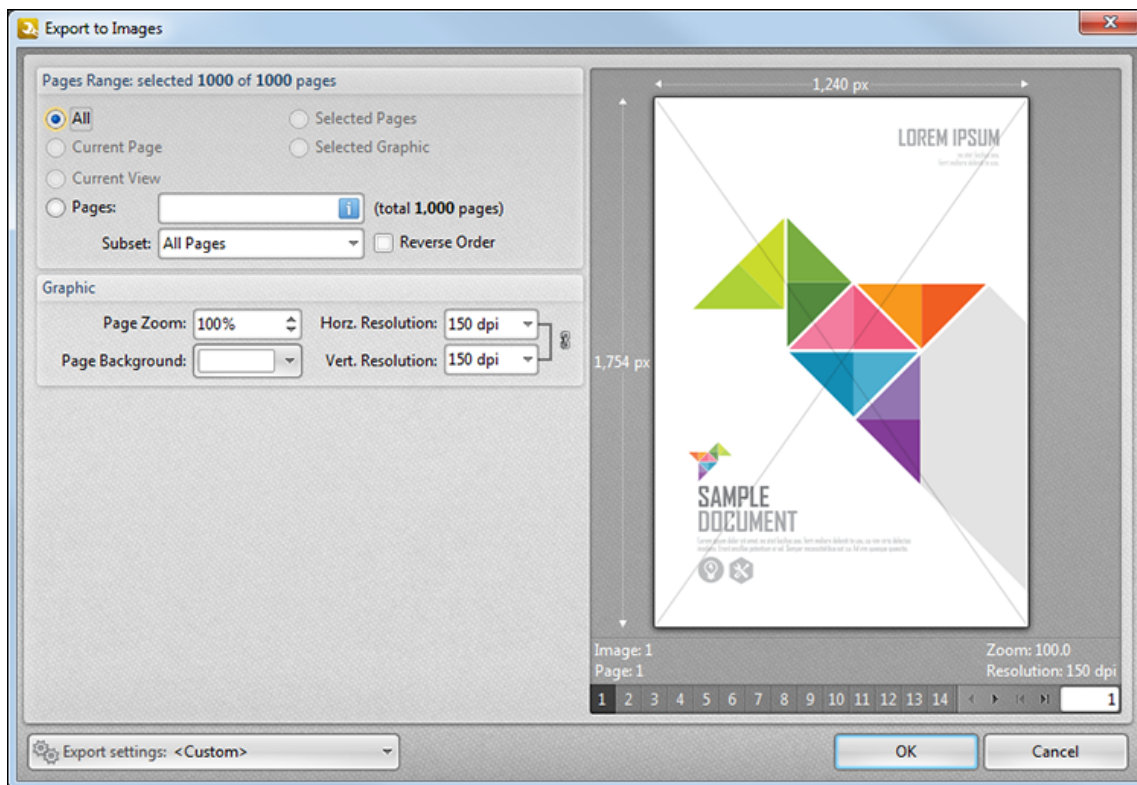 Export to Images
Pages Range: selected 1000 of 1000 pages
All
Selected Pages
Current Page
Selected Graphic
Current View
Pages:
(total 1,000 pages)
Subset: All Pages
Reverse Order
Graphic
Page Zoom: 100%
Horz. Resolution: 150 dpi
Page Background:
Vert. Resolution: 150 dpi
1,240 px
1,754 px
LOREM IPSUM
SAMPLE
DOCUMENT
Image: 1
Zoom: 100.0
Page: 1
Resolution: 150 dpi
1 2 3 4 5 6 7 8 9 10 11 12 13 14
1
Export settings: <Custom>
OK
Cancel